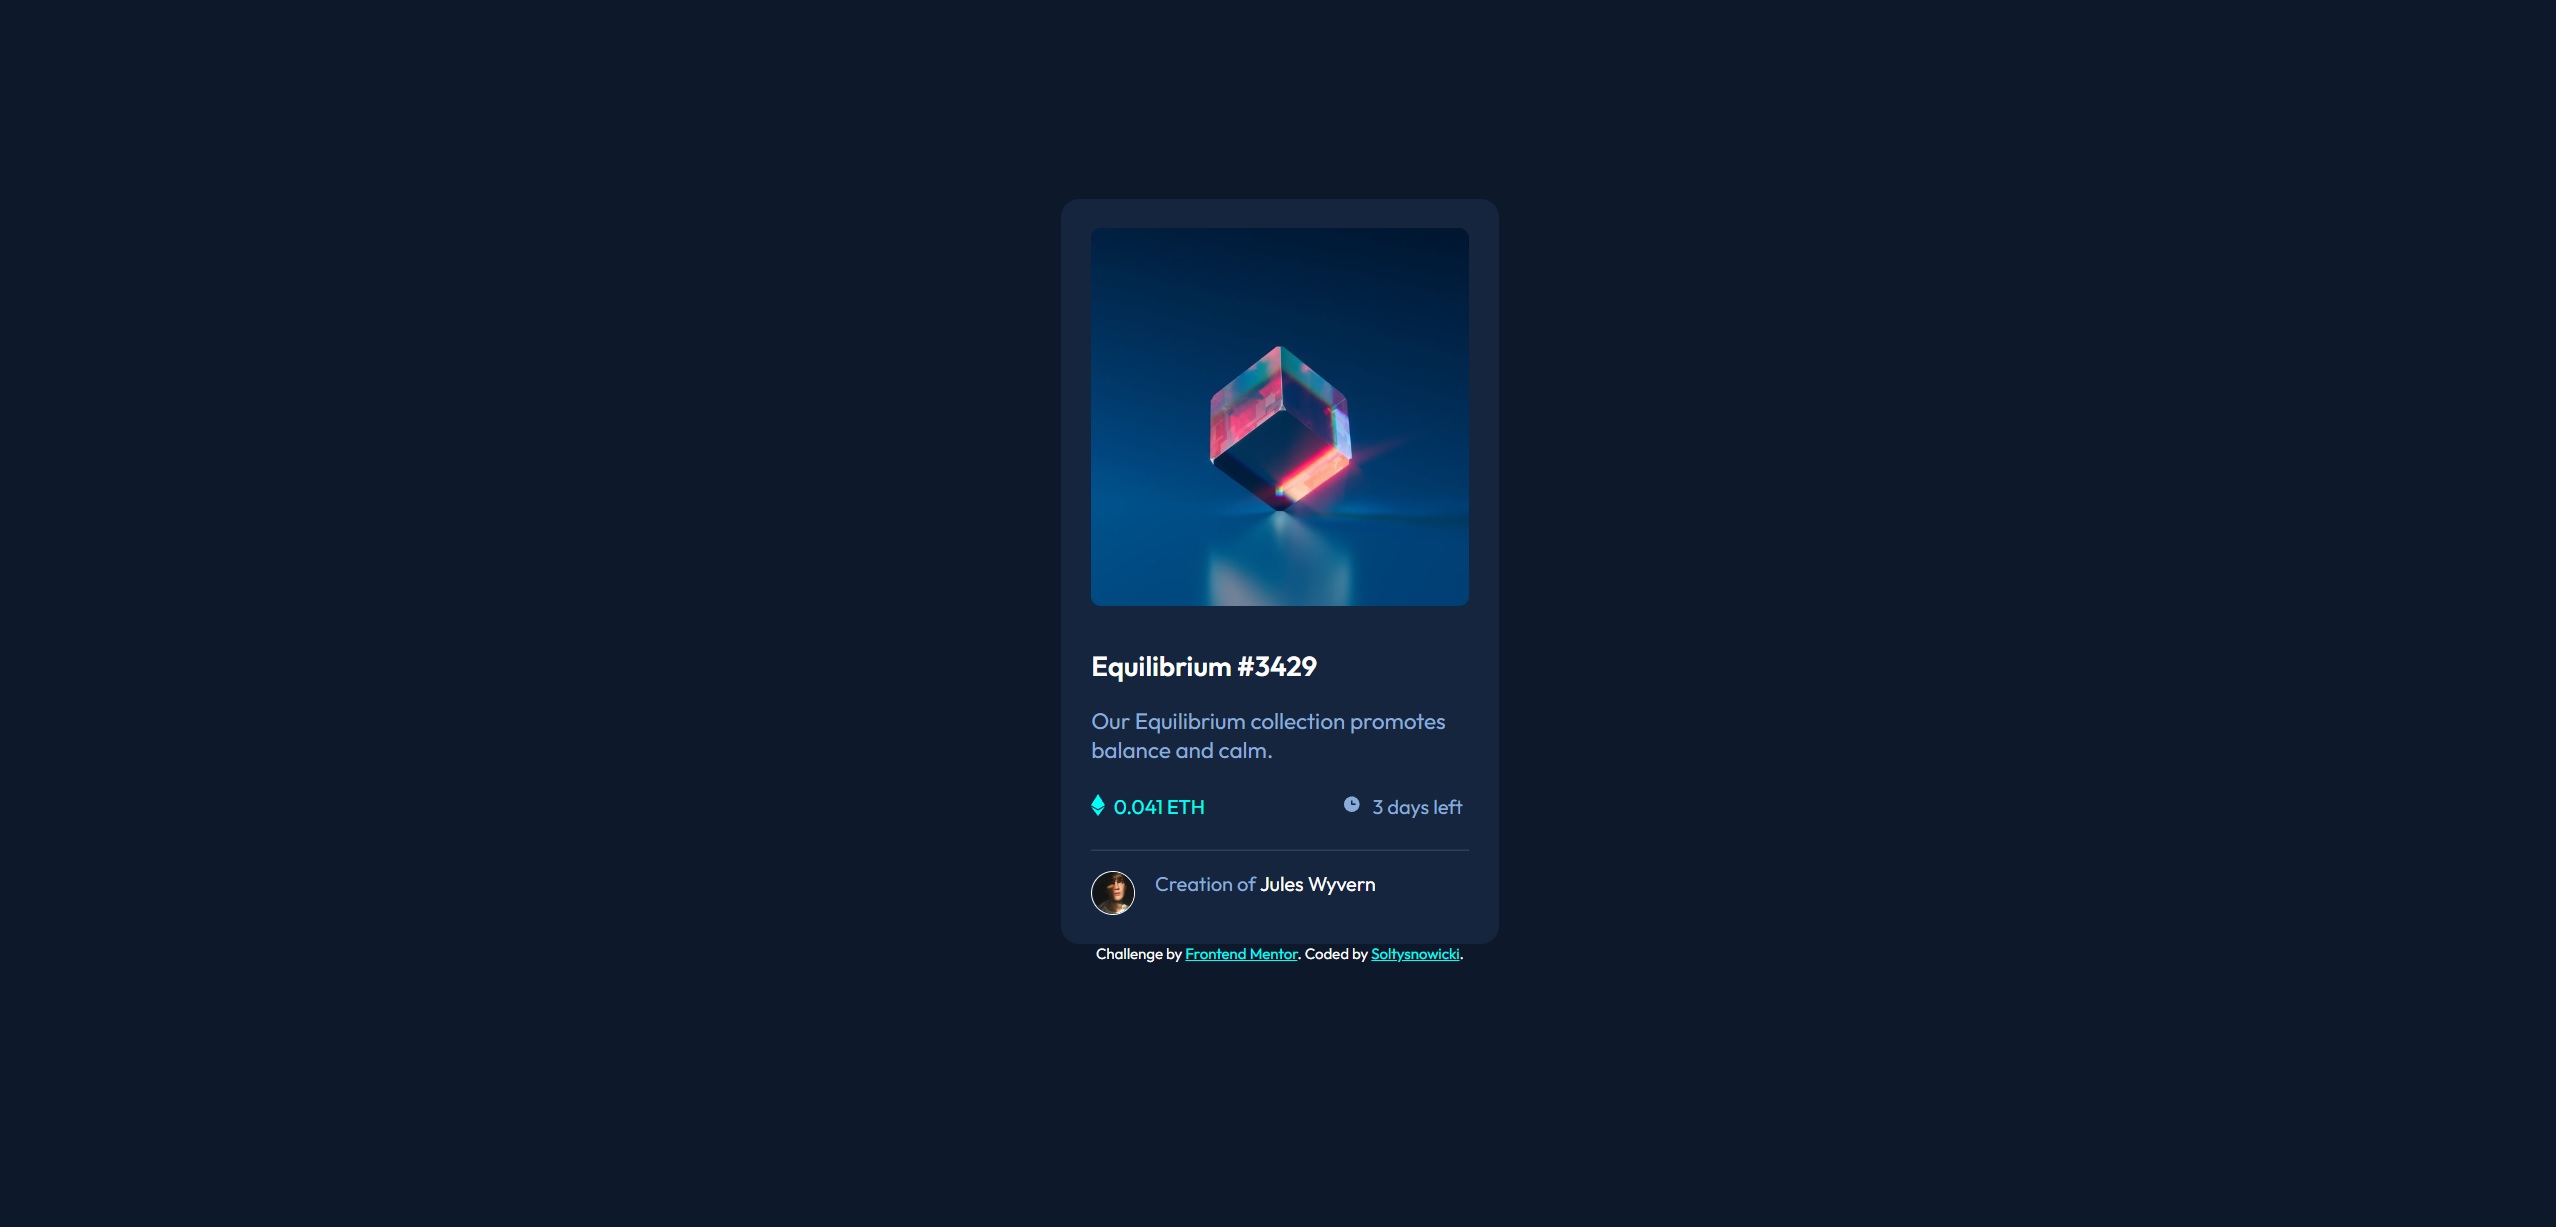 Equilibrium #3429
Our Equilibrium collection promotes
balance and calm.
0.041 ETH
3 days left
Creation of Jules Wyvern
Challenge by Frontend Mentor. Coded by Soltysnowicki.